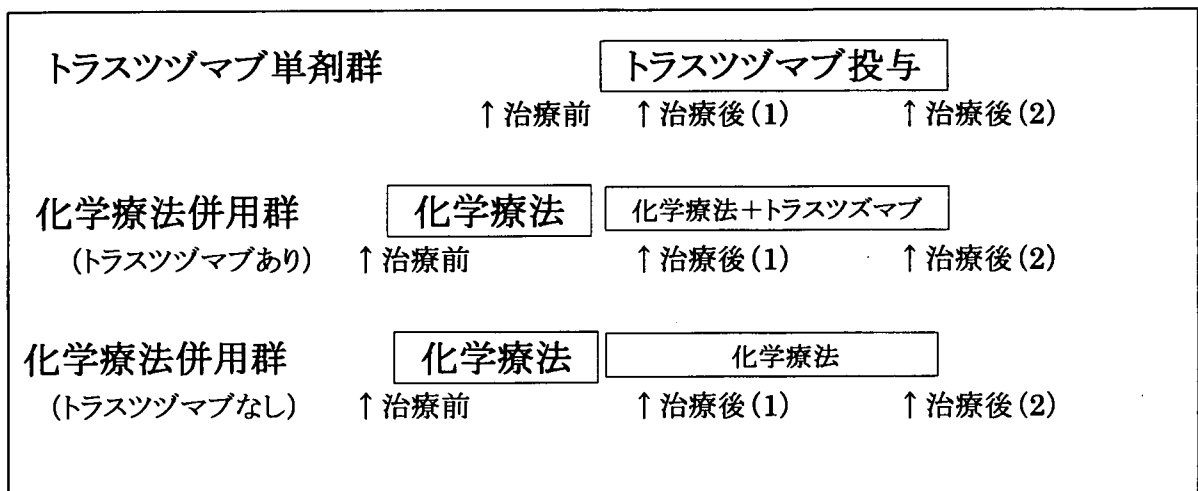 トラスツヅマブ単剤群 トラスツヅマブ投与
↑治療前 ↑治療後(1) ↑治療後(2)
化学療法併用群 化学療法 化学療法+トラスツズマブ
(トラスツヅマブあり) ↑治療前 ↑治療後(1) ↑治療後(2)
化学療法併用群 化学療法 化学療法
(トラスツヅマブなし) ↑治療前 ↑治療後(1) ↑治療後(2)